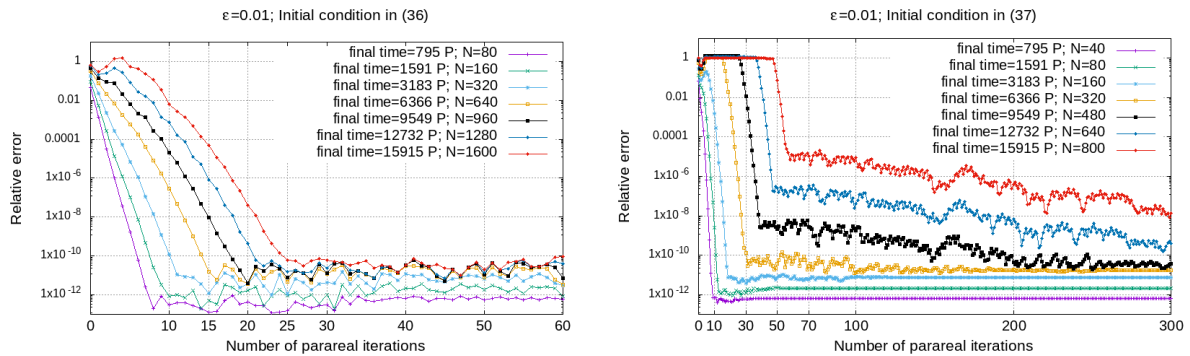 ε=0.01; Initial condition in (36)
final time=795 P; N=80
final time=1591 P; N=160
final time=3183 P; N=320
final time=6366 P; N=640
final time=9549 P; N=960
final time=12732 P; N=1280
final time=15915 P; N=1600
Relative error
1
0.01
0.0001
1x10⁻⁶
1x10⁻⁸
1x10⁻¹⁰
1x10⁻¹²
0 10 15 20 25 30 40 50 60
Number of parareal iterations
ε=0.01; Initial condition in (37)
final time=795 P; N=40
final time=1591 P; N=80
final time=3183 P; N=160
final time=6366 P; N=320
final time=9549 P; N=480
final time=12732 P; N=640
final time=15915 P; N=800
Relative error
1
0.01
0.0001
1x10⁻⁶
1x10⁻⁸
1x10⁻¹⁰
1x10⁻¹²
0 10 30 50 70 100 200 300
Number of parareal iterations